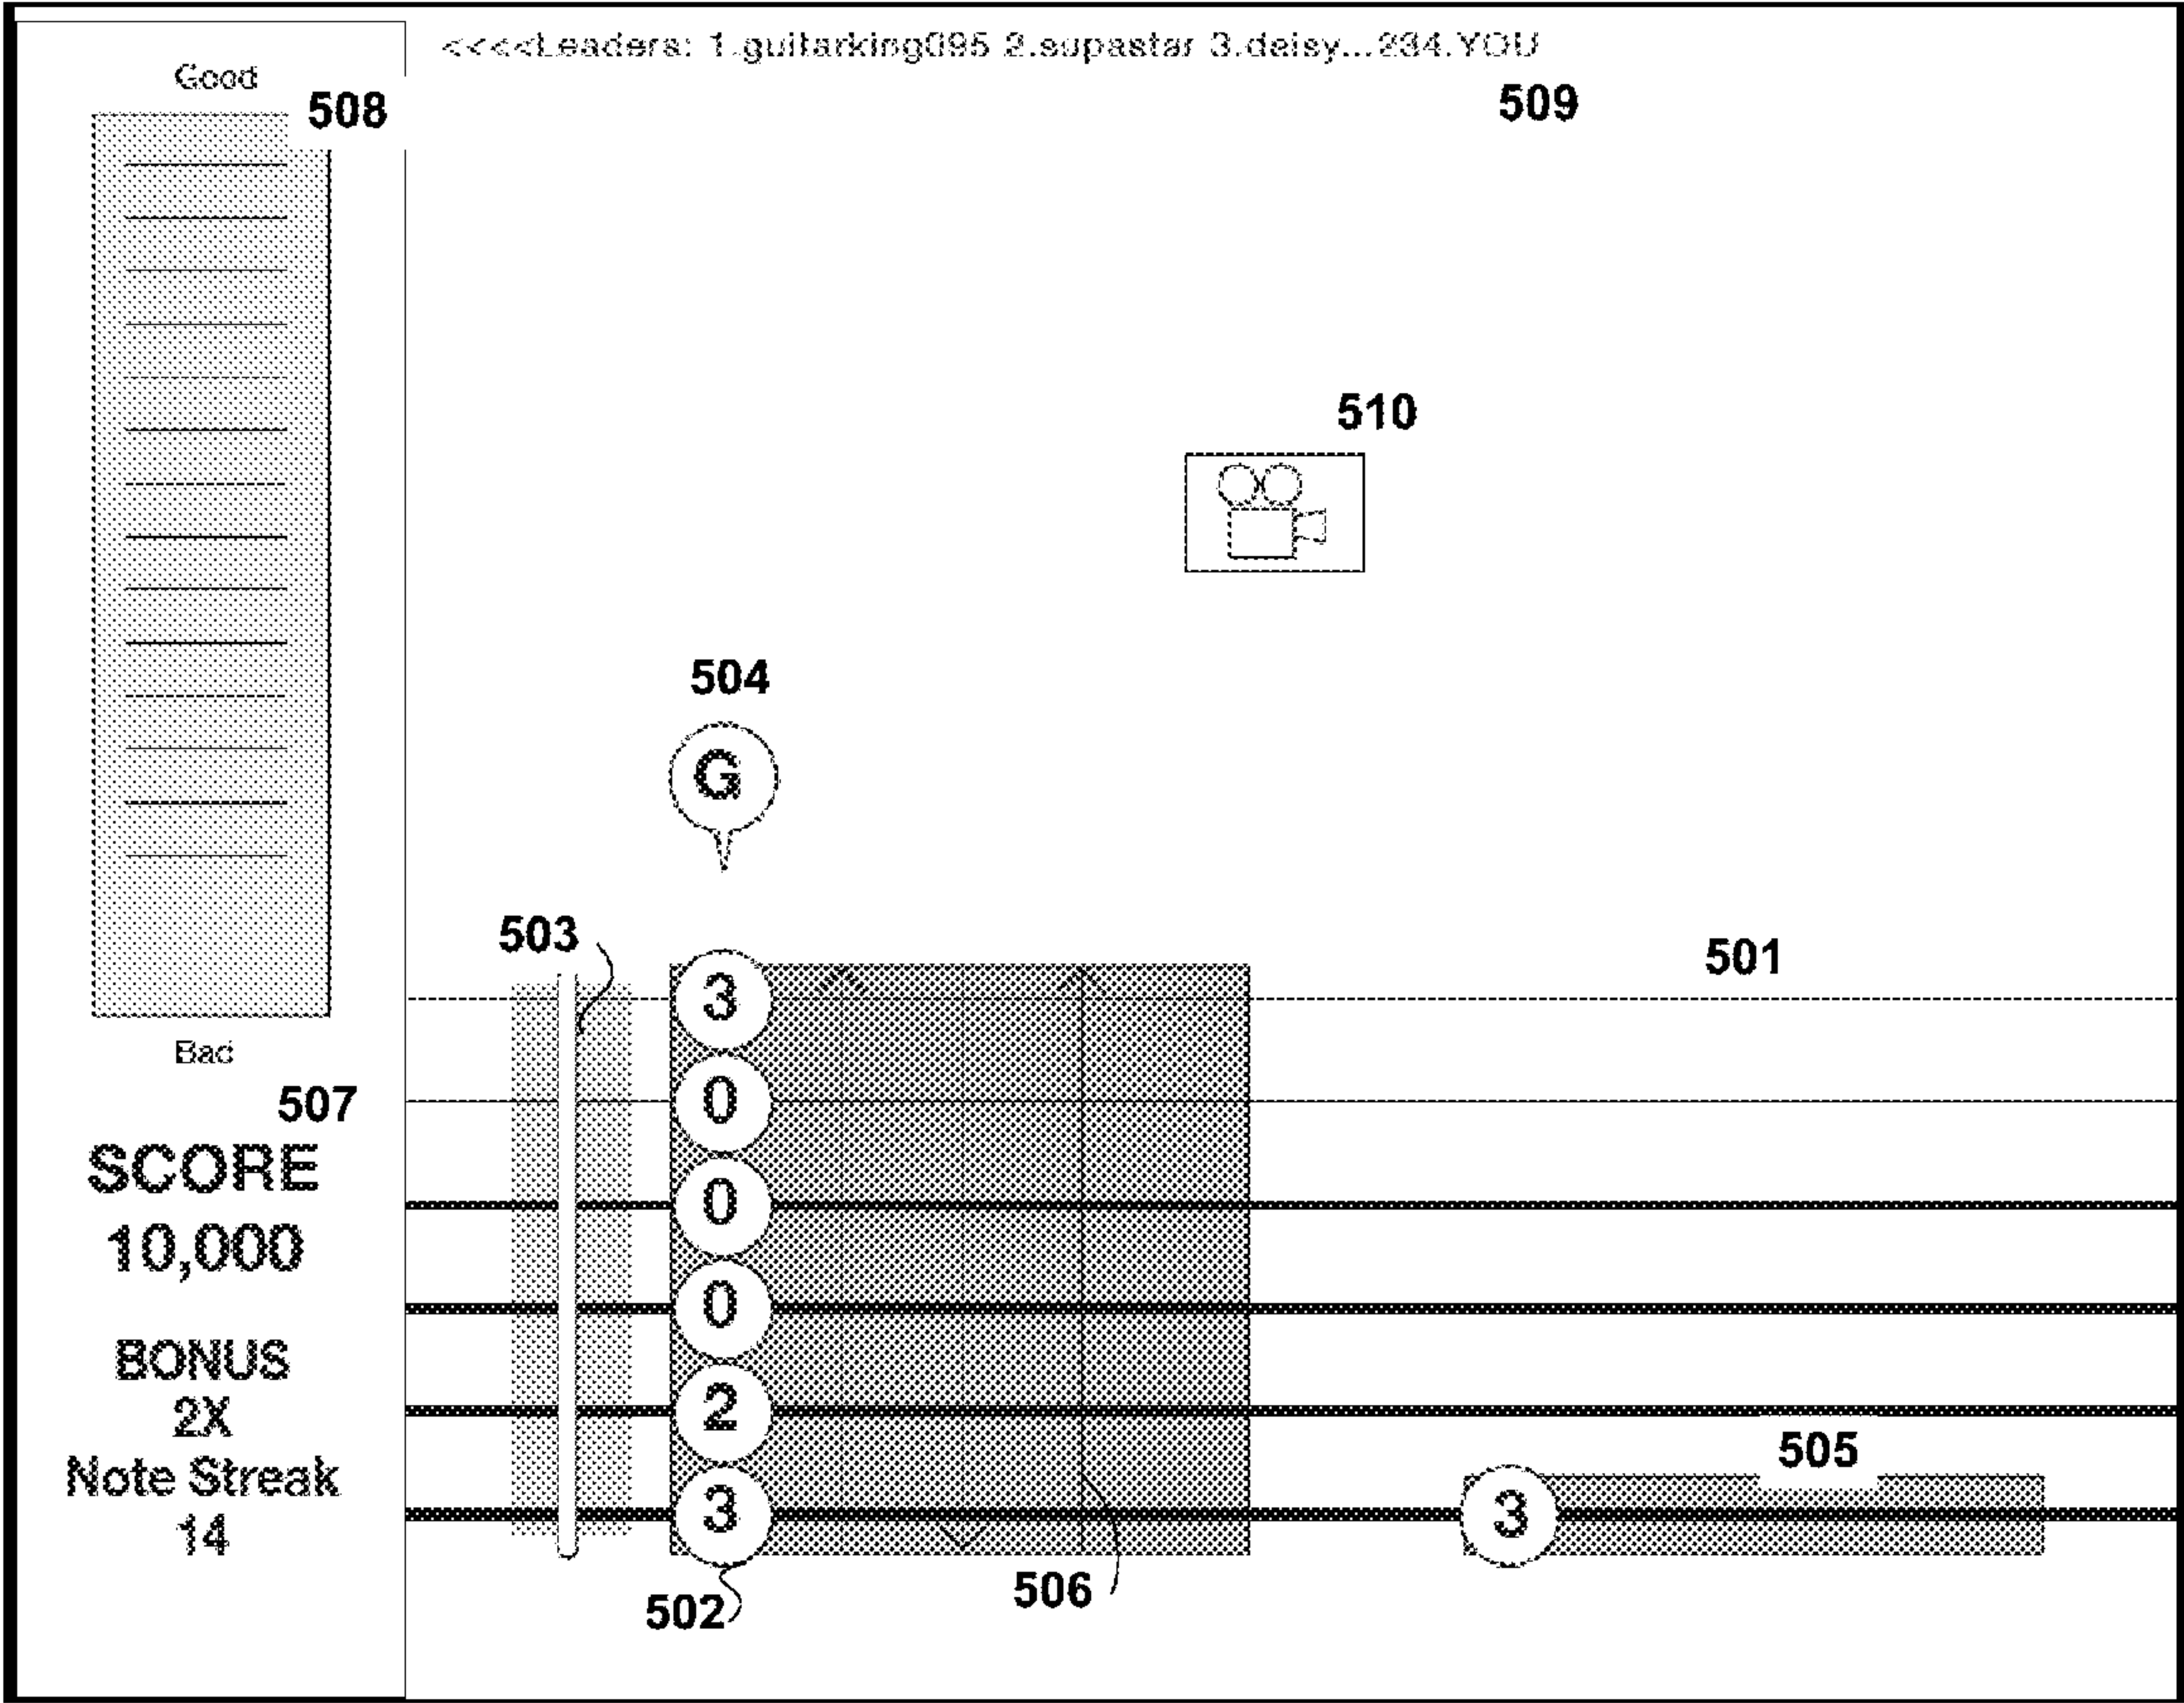 <<<<Leaders: 1.guitarking095 2.supastar 3.daisy...234.YOU
Good
508
509
510
504
G
503
501
3
Bad
507
0
SCORE
0
10,000
0
BONUS
2X
2
505
Note Streak
3
3
14
506
502